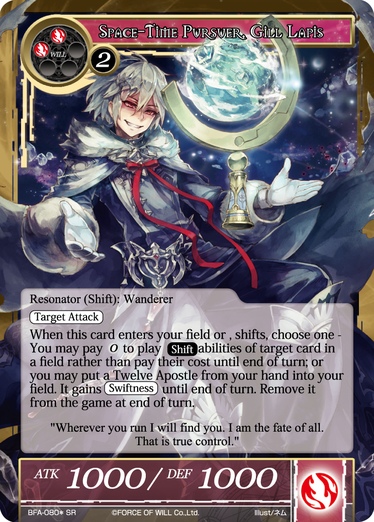 Space-Time Pursuer, Gill Lapis
WILL
2
Resonator (Shift): Wanderer
Target Attack
When this card enters your field or , shifts, choose one -
You may pay 0 to play Shift abilities of target card in
a field rather than pay their cost until end of turn; or
you may put a Twelve Apostle from your hand into your
field. It gains Swiftness until end of turn. Remove it
from the game at end of turn.
"Wherever you run I will find you. I am the fate of all.
That is true control."
ATK 1000 / DEF 1000
BFA-080* SR ©FORCE OF WILL Co.,Ltd. Illust/ネム